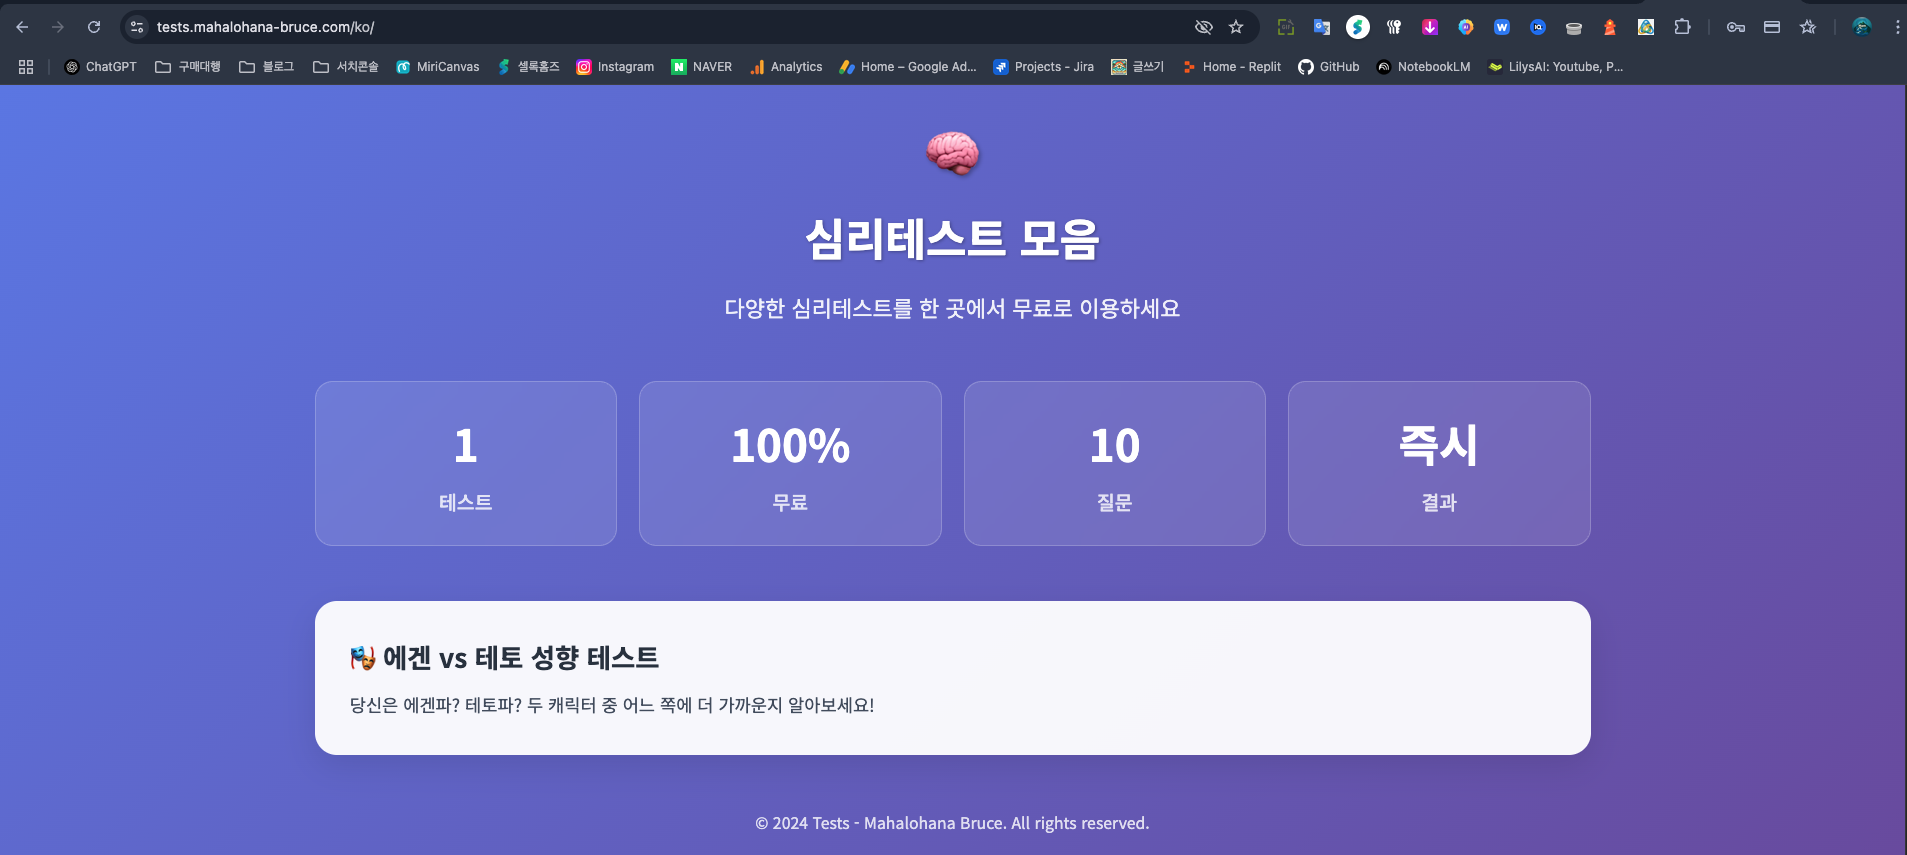 tests.mahalohana-bruce.com/ko/
ChatGPT 구매대행 블로그 서치콘솔 MiriCanvas 셀록홈즈 Instagram NAVER Analytics Home – Google Ad... Projects - Jira 글쓰기 Home - Replit GitHub NotebookLM LilysAI: Youtube, P...
심리테스트 모음
다양한 심리테스트를 한 곳에서 무료로 이용하세요
1 100% 10 즉시
테스트 무료 질문 결과
에겐 vs 테토 성향 테스트
당신은 에겐파? 테토파? 두 캐릭터 중 어느 쪽에 더 가까운지 알아보세요!
© 2024 Tests - Mahalohana Bruce. All rights reserved.